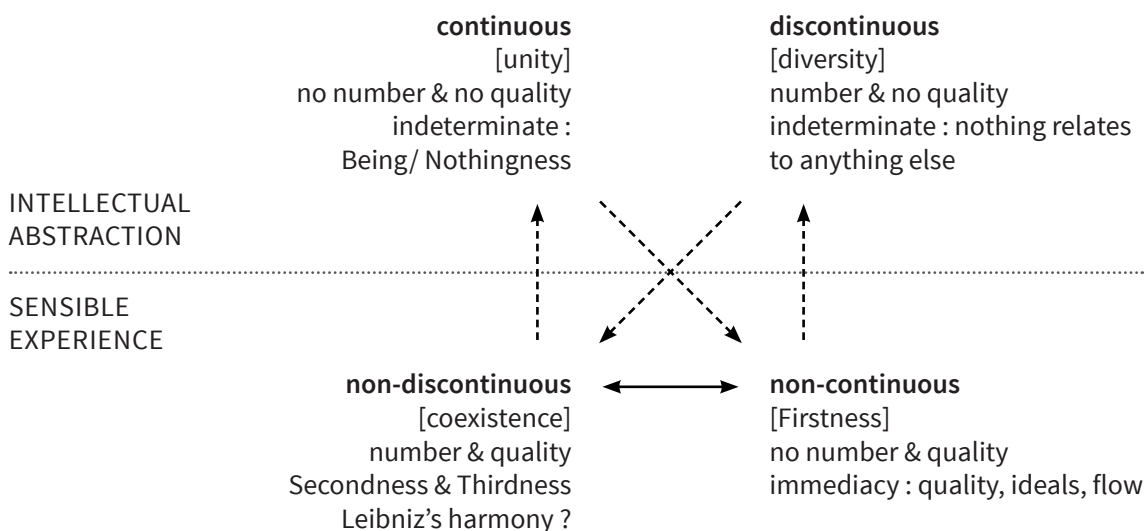 continuous
[unity]
no number & no quality
indeterminate :
Being/ Nothingness
discontinuous
[diversity]
number & no quality
indeterminate : nothing relates
to anything else
INTELLECTUAL
ABSTRACTION
SENSIBLE
EXPERIENCE
non-discontinuous
[coexistence]
number & quality
Secondness & Thirdness
Leibniz’s harmony ?
non-continuous
[Firstness]
no number & quality
immediacy : quality, ideals, flow